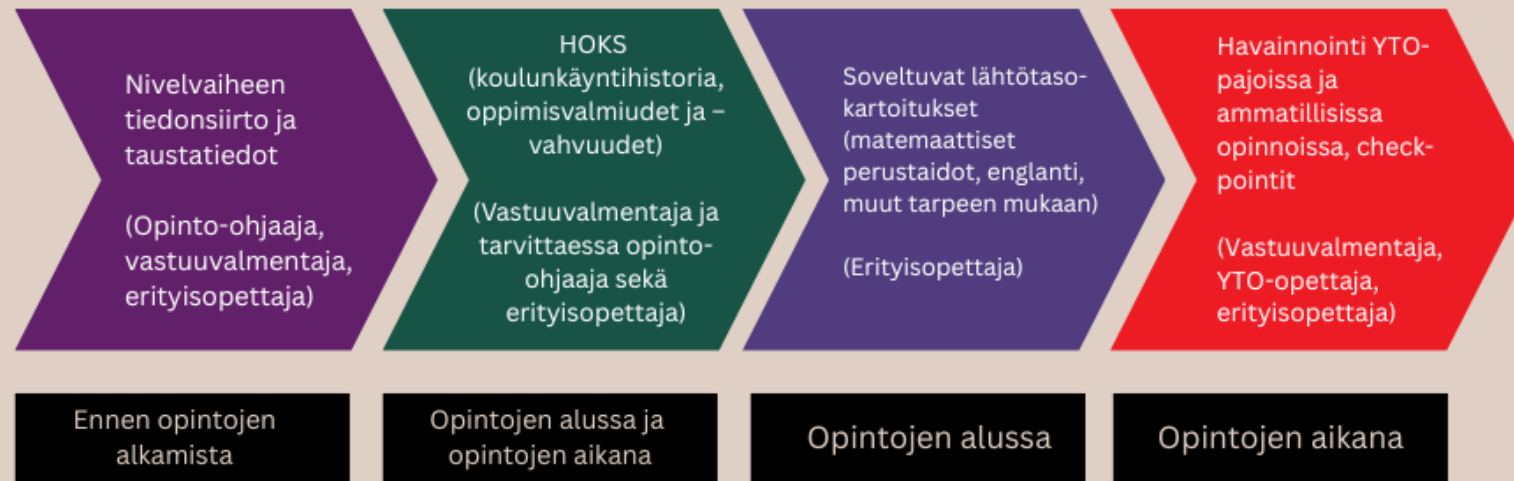 Nivelvaiheen
tiedonsiirto ja
taustatiedot
(Opinto-ohjaaja,
vastuuvalmentaja,
erityisopettaja)
HOKS
(koulunkäyntihistoria,
oppimisvalmiudet ja –
vahvuudet)
(Vastuuvalmentaja ja
tarvittaessa opinto-
ohjaaja sekä
erityisopettaja)
Soveltuvat lähtötaso-
kartoitukset
(matemaattiset
perustaidot, englanti,
muut tarpeen mukaan)
(Erityisopettaja)
Havainnointi YTO-
pajoissa ja
ammatillisissa
opinnoissa, check-
pointit
(Vastuuvalmentaja,
YTO-opettaja,
erityisopettaja)
Ennen opintojen
alkamista
Opintojen alussa ja
opintojen aikana
Opintojen alussa
Opintojen aikana